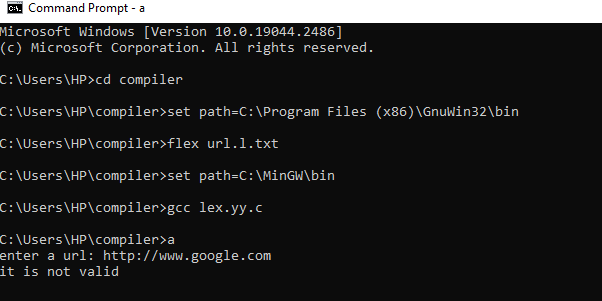 Command Prompt - a
Microsoft Windows [Version 10.0.19044.2486]
(c) Microsoft Corporation. All rights reserved.
C:\Users\HP>cd compiler
C:\Users\HP\compiler>set path=C:\Program Files (x86)\GnuWin32\bin
C:\Users\HP\compiler>flex url.l.txt
C:\Users\HP\compiler>set path=C:\MinGW\bin
C:\Users\HP\compiler>gcc lex.yy.c
C:\Users\HP\compiler>a
enter a url: http://www.google.com
it is not valid